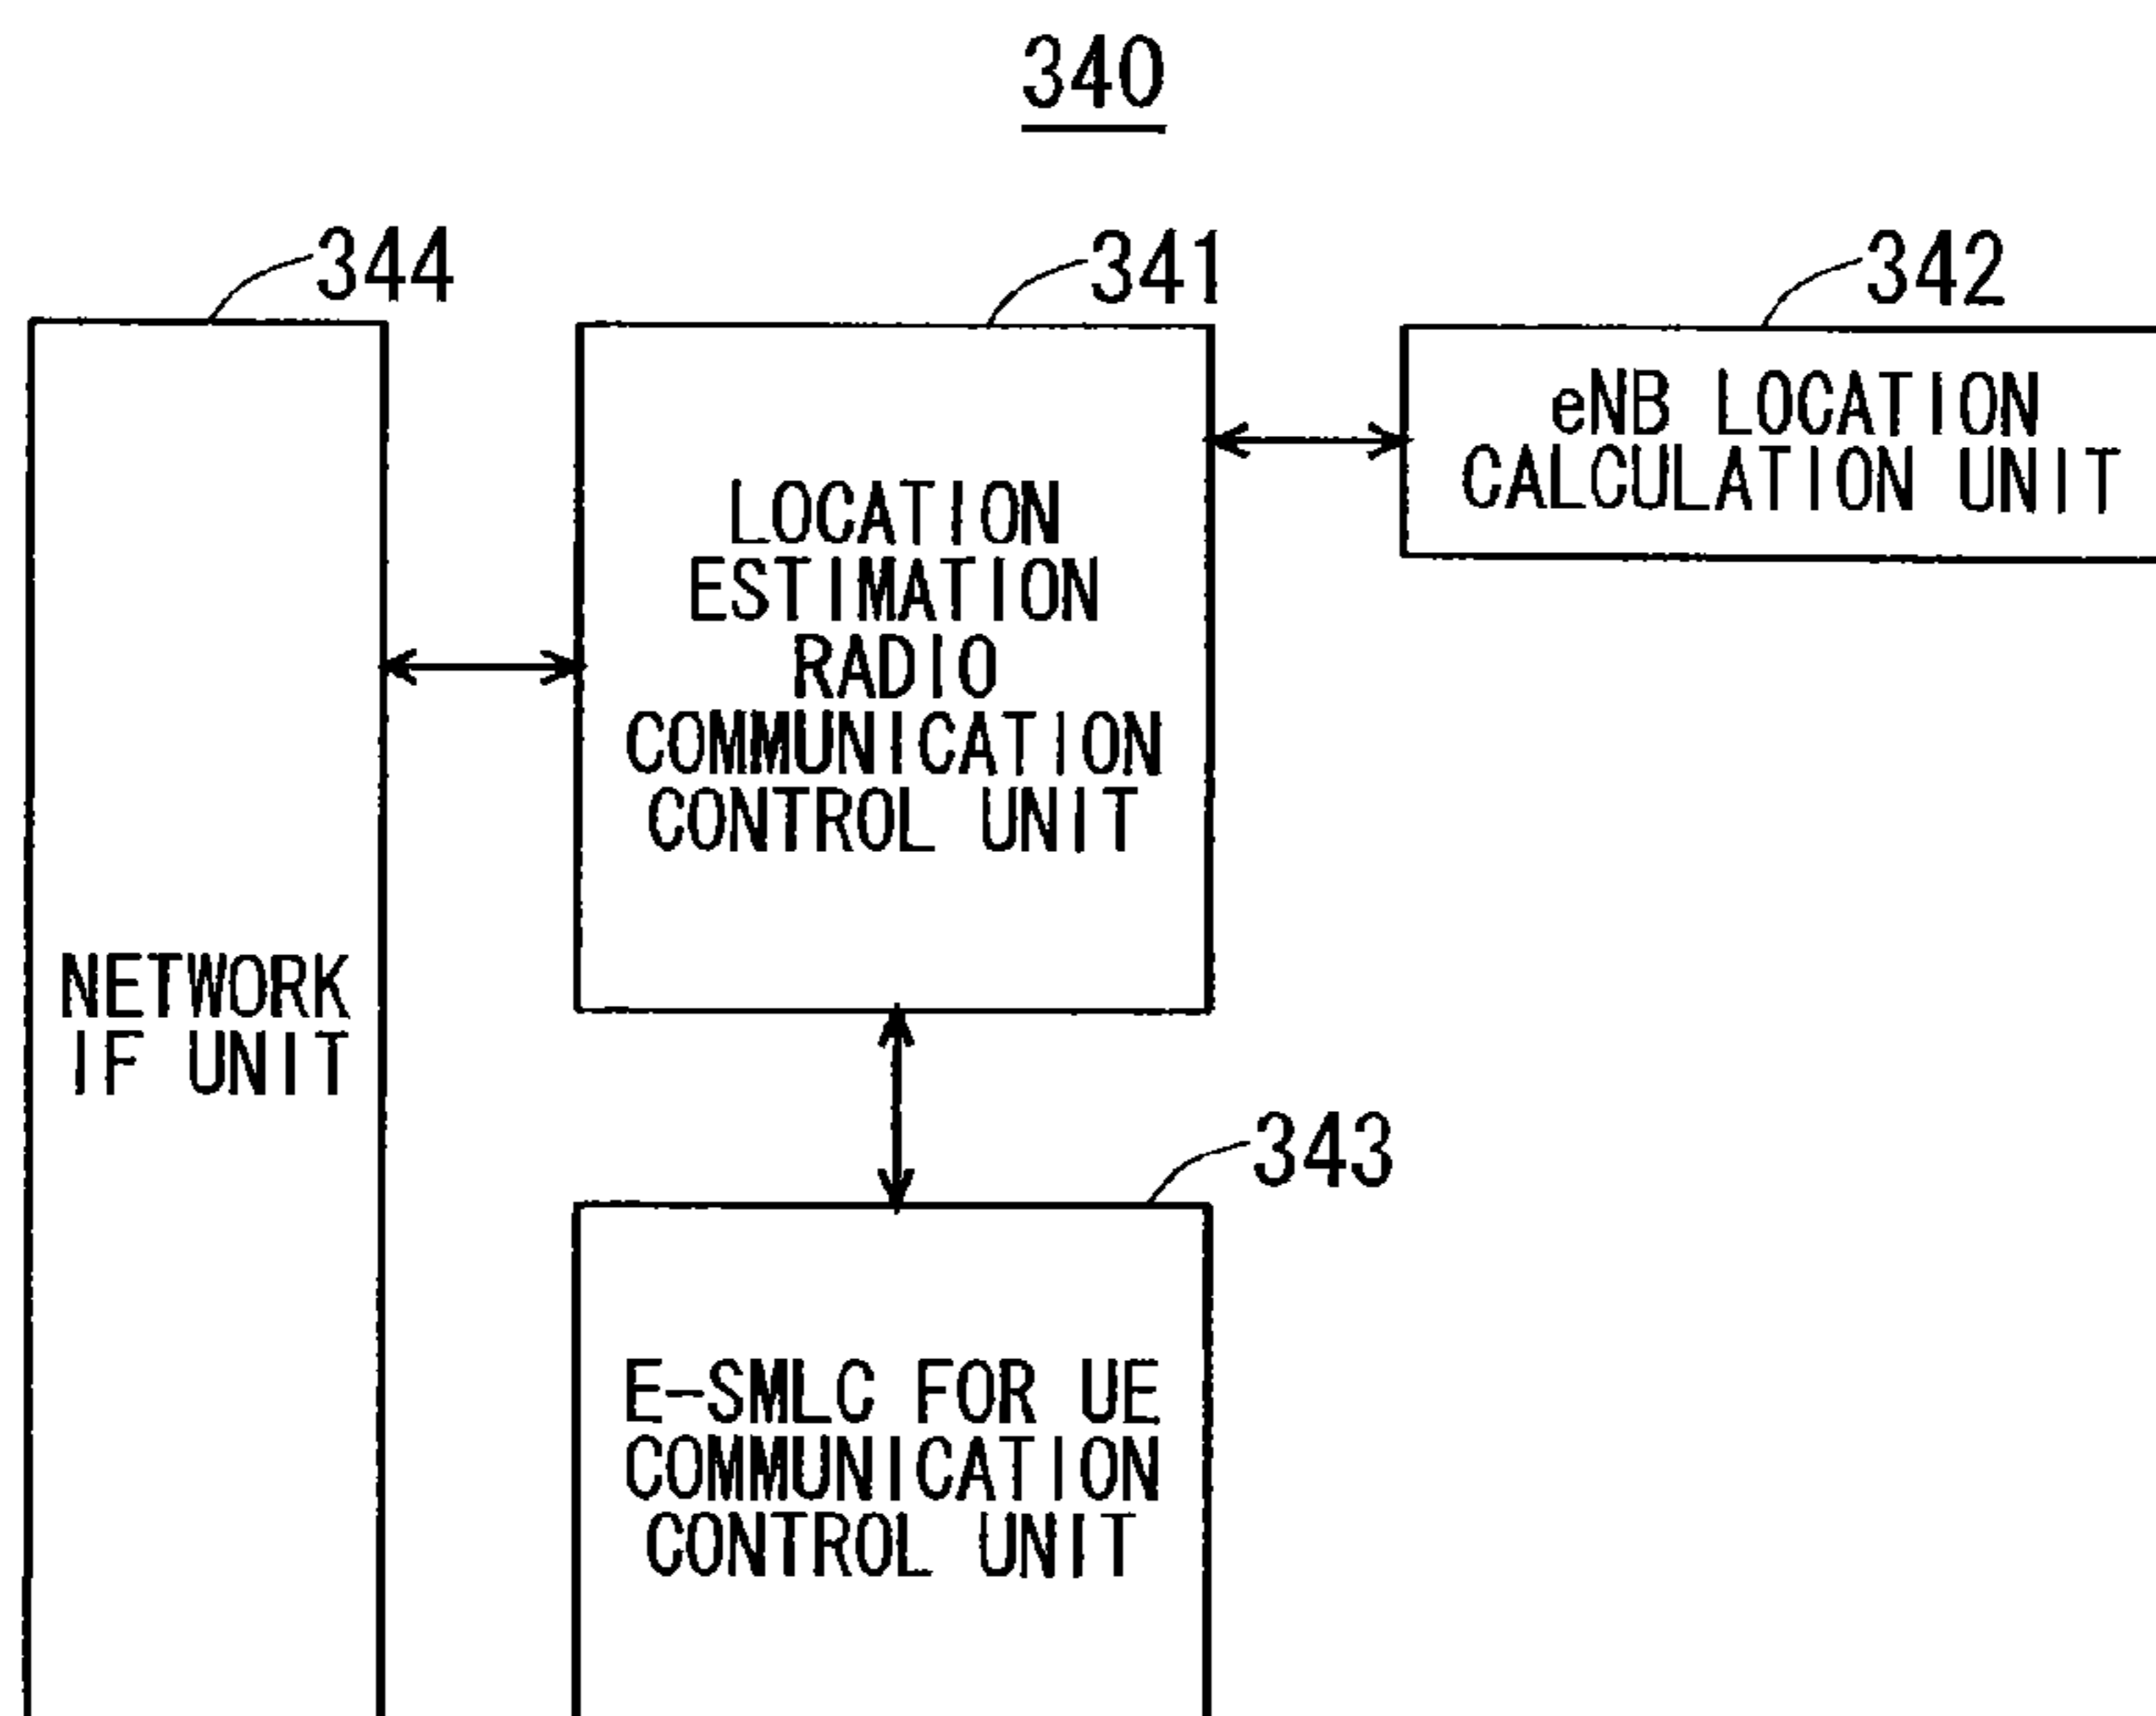 340
344
341
342
eNB LOCATION
CALCULATION UNIT
LOCATION
ESTIMATION
RADIO
COMMUNICATION
CONTROL UNIT
NETWORK
IF UNIT
343
E-SMLC FOR UE
COMMUNICATION
CONTROL UNIT